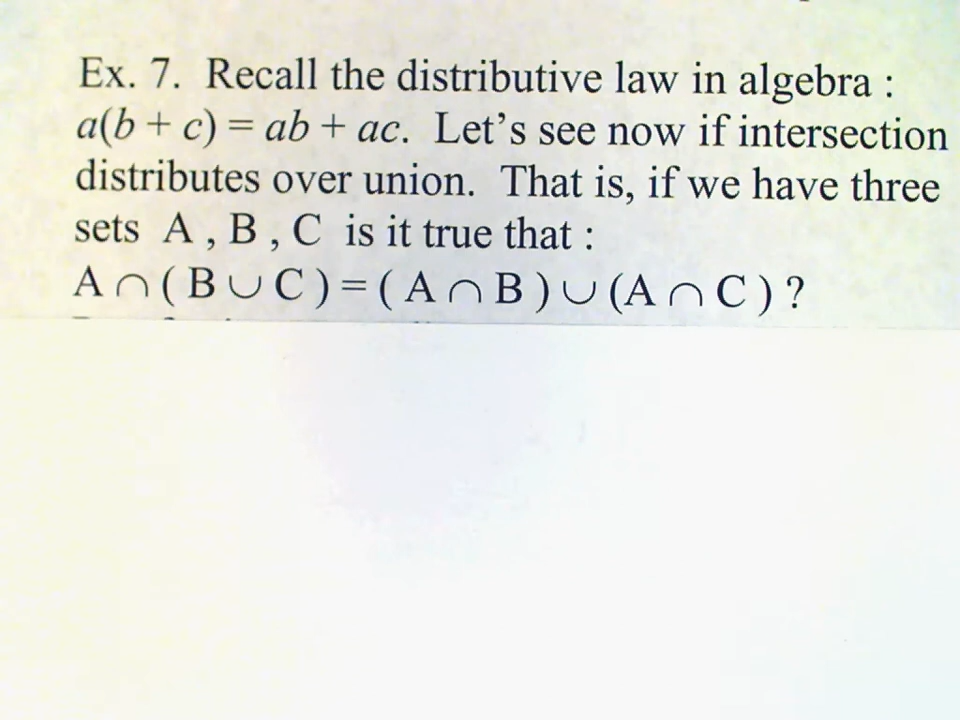 Ex. 7. Recall the distributive law in algebra :
a(b + c) = ab + ac. Let's see now if intersection
distributes over union. That is, if we have three
sets A , B , C is it true that :
A ∩ ( B ∪ C ) = ( A ∩ B ) ∪ (A ∩ C ) ?